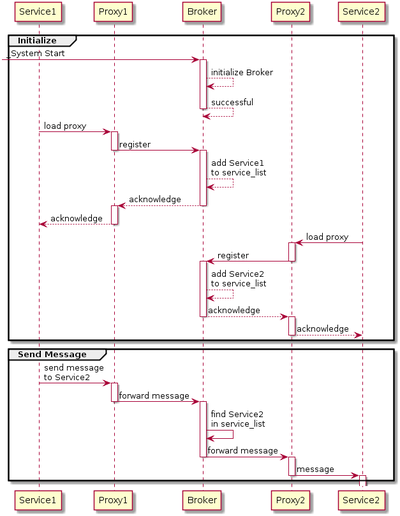 Service1 Proxy1 Broker Proxy2 Service2
Initialize
System Start
initialize Broker
successful
load proxy
register
add Service1
to service_list
acknowledge
acknowledge
load proxy
register
add Service2
to service_list
acknowledge
acknowledge
Send Message
send message
to Service2
forward message
find Service2
in service_list
forward message
message
Service1 Proxy1 Broker Proxy2 Service2